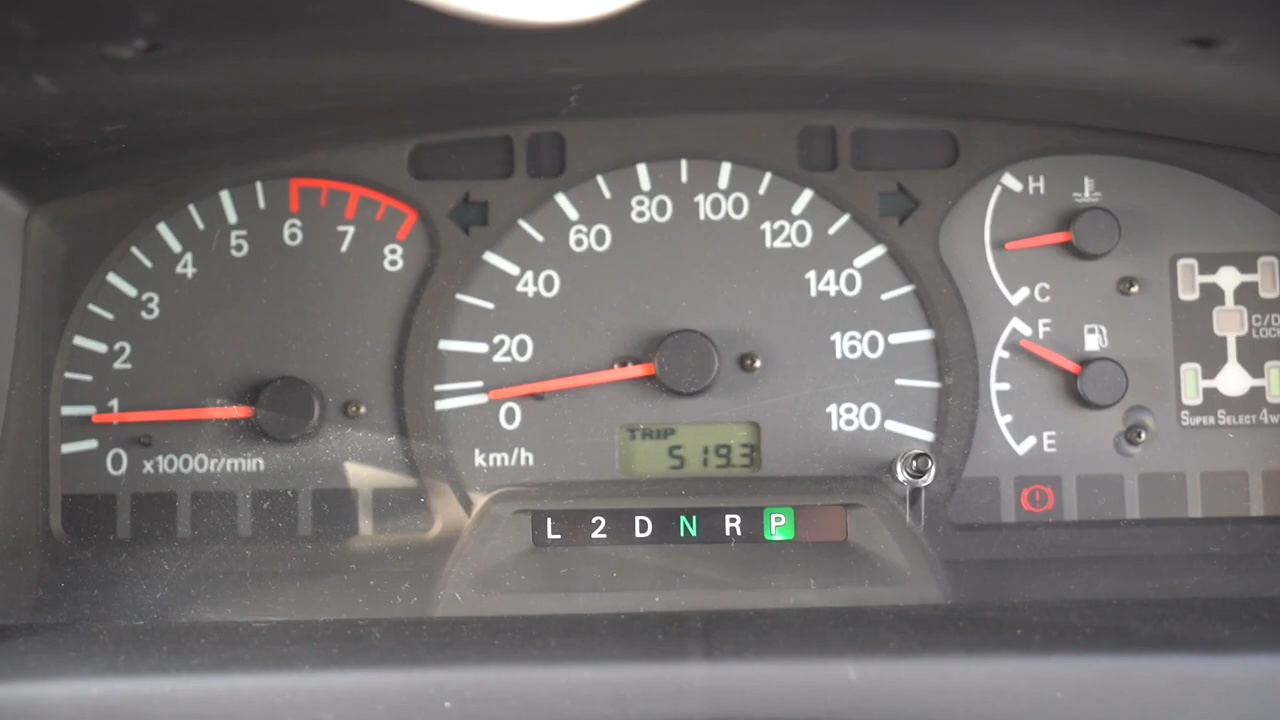 0 1 2 3 4 5 6 7 8
x1000r/min
0 20 40 60 80 100 120 140 160 180
km/h
TRIP
519.3
L 2 D N R P
H
C
F
E
C/D
LOCK
SUPER SELECT 4W